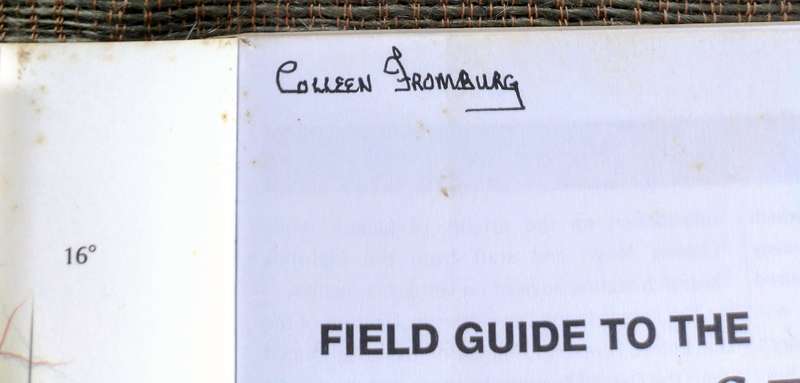 COLLEEN FROMBURG
16°
FIELD GUIDE TO THE